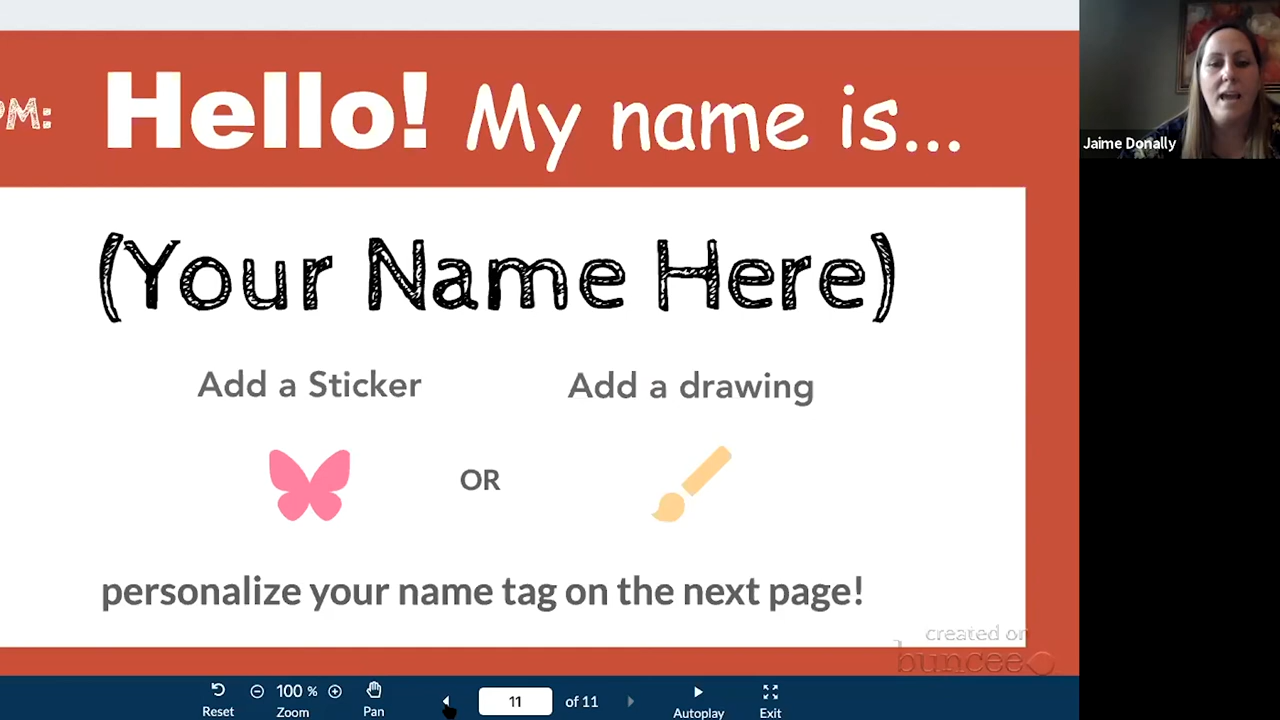 PM:
Hello! My name is...
Jaime Donally
(Your Name Here)
Add a Sticker
Add a drawing
OR
personalize your name tag on the next page!
created on
buncee
Reset
100 %
Zoom
Pan
11
of 11
Autoplay
Exit